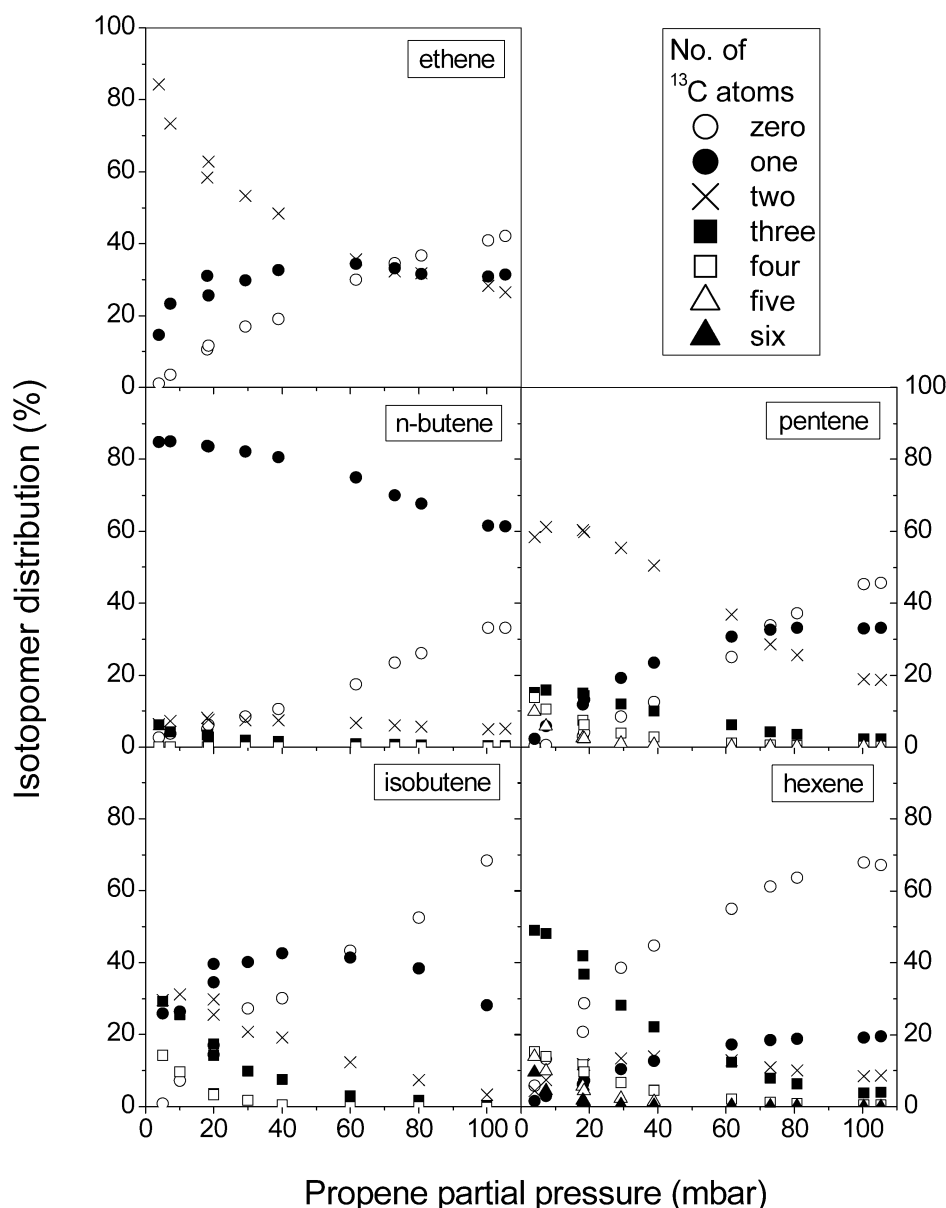 ethene
No. of
¹³C atoms
zero
one
two
three
four
five
six
100
80
60
40
20
0
n-butene
80
60
40
20
0
pentene
100
80
60
40
20
0
isobutene
80
60
40
20
0
hexene
80
60
40
20
0
0 20 40 60 80 100
0 20 40 60 80 100
Isotopomer distribution (%)
Propene partial pressure (mbar)